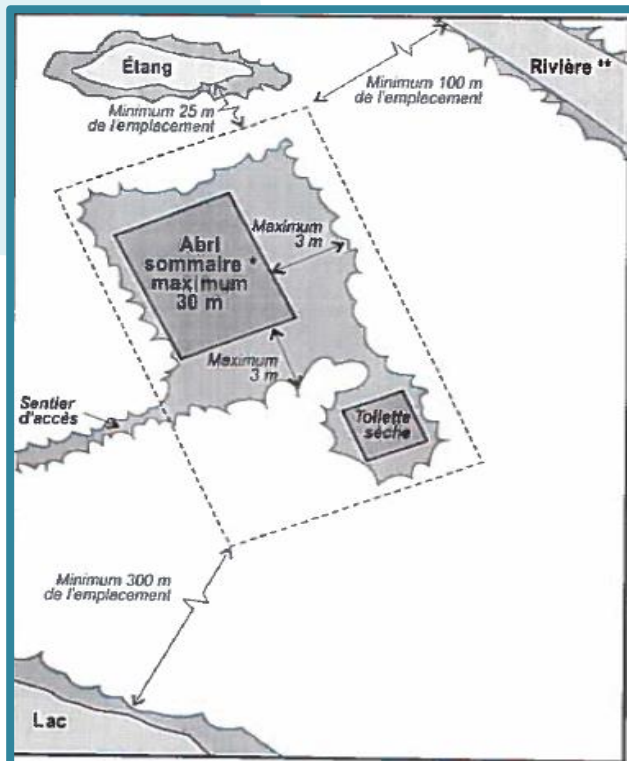 Étang
Rivière **
Minimum 100 m
de l'emplacement
Minimum 25 m
de l'emplacement
Abri
sommaire *
maximum
30 m
Maximum
3 m
Maximum
3 m
Sentier
d'accès
Toilette
sèche
Minimum 300 m
de l'emplacement
Lac